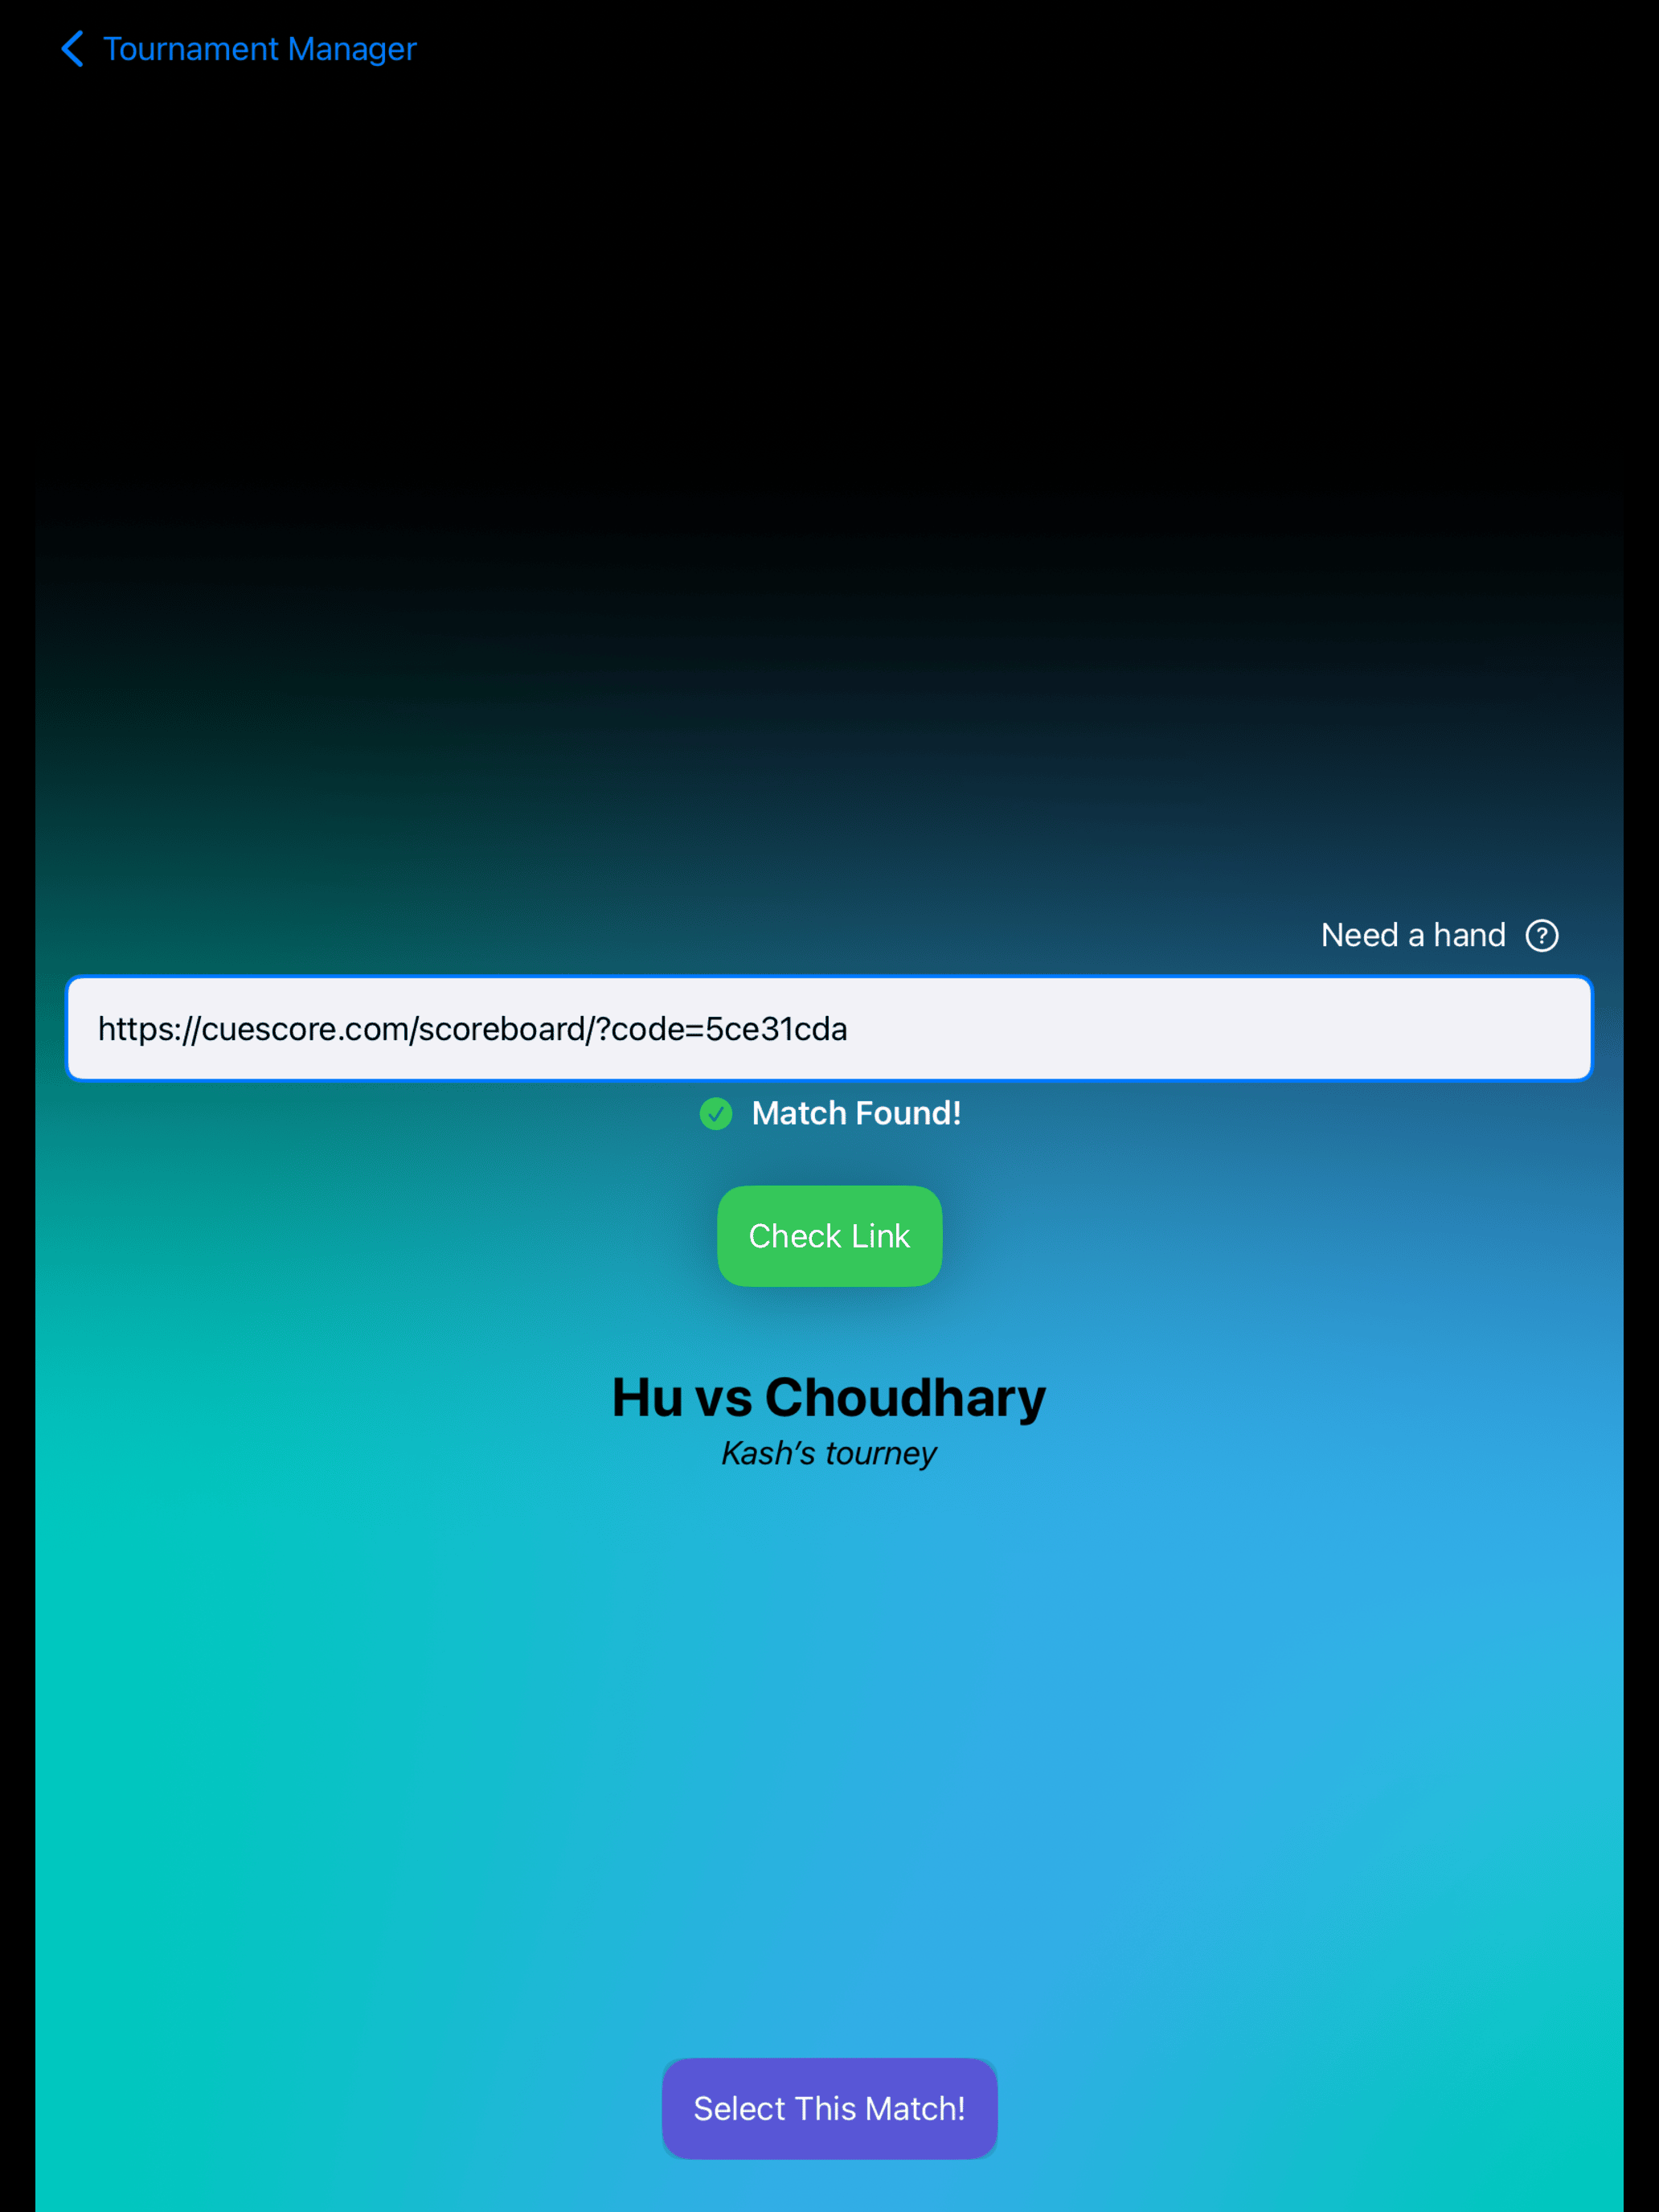 Tournament Manager
Need a hand
https://cuescore.com/scoreboard/?code=5ce31cda
Match Found!
Check Link
Hu vs Choudhary
Kash's tourney
Select This Match!